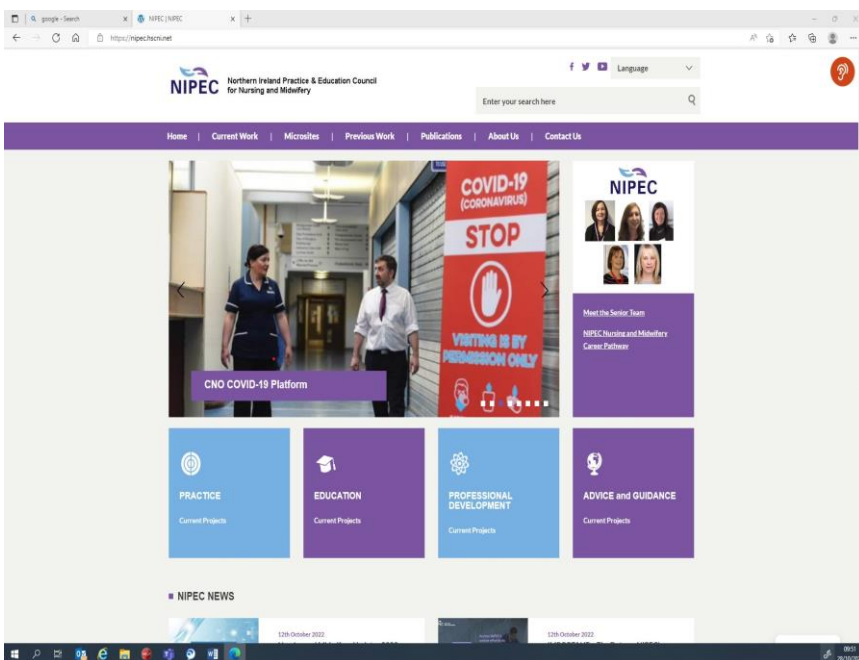 google - Search
NIPEC | NIPEC
https://nipec.hscni.net
NIPEC
Northern Ireland Practice & Education Council
for Nursing and Midwifery
Language
Enter your search here
Home | Current Work | Microsites | Previous Work | Publications | About Us | Contact Us
COVID-19
(CORONAVIRUS)
STOP
VISITING IS BY
PERMISSION ONLY
CNO COVID-19 Platform
NIPEC
Meet the Senior Team
NIPEC Nursing and Midwifery
Career Pathway
PRACTICE
Current Projects
EDUCATION
Current Projects
PROFESSIONAL
DEVELOPMENT
Current Projects
ADVICE and GUIDANCE
Current Projects
NIPEC NEWS
12th October 2022
12th October 2022
09:51